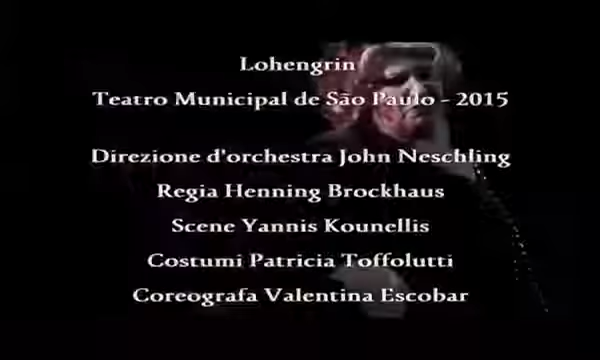 Lohengrin
Teatro Municipal de São Paulo - 2015
Direzione d'orchestra John Neschling
Regia Henning Brockhaus
Scene Yannis Kounellis
Costumi Patricia Toffolutti
Coreografa Valentina Escobar